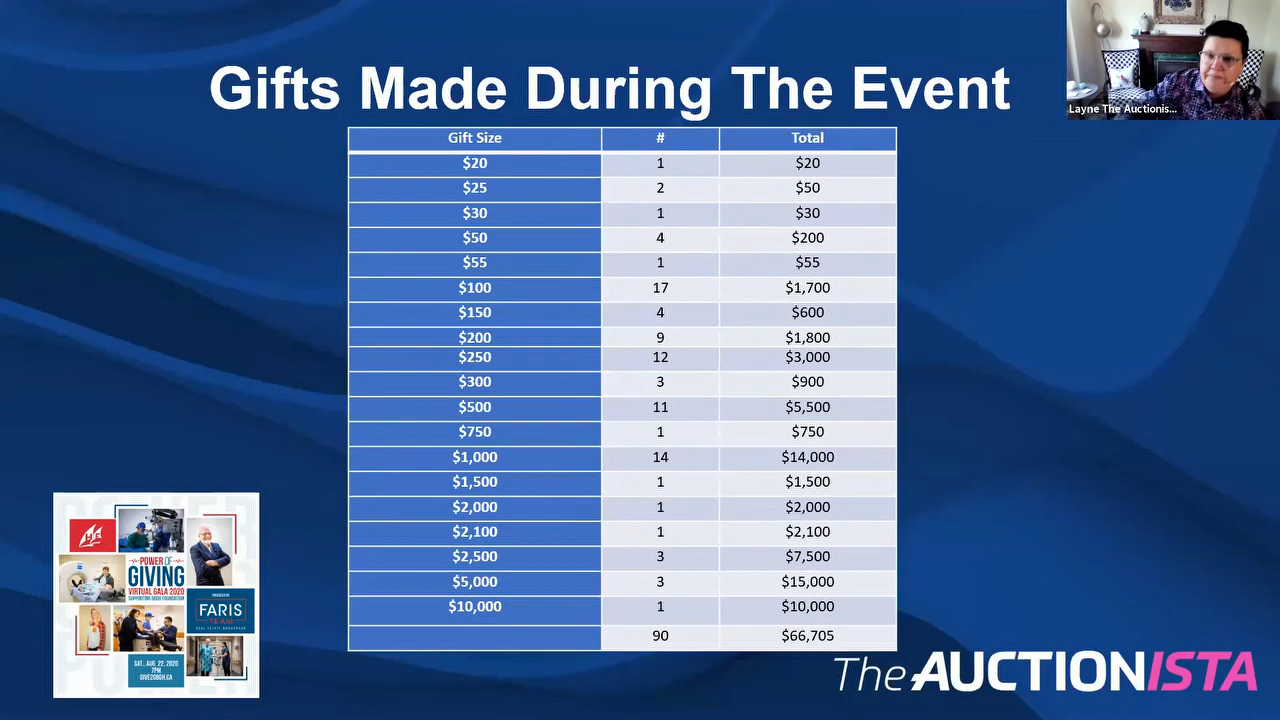 Gifts Made During The Event
Layne The Auctionis...
Gift Size # Total
$20 1 $20
$25 2 $50
$30 1 $30
$50 4 $200
$55 1 $55
$100 17 $1,700
$150 4 $600
$200 9 $1,800
$250 12 $3,000
$300 3 $900
$500 11 $5,500
$750 1 $750
$1,000 14 $14,000
$1,500 1 $1,500
$2,000 1 $2,000
$2,100 1 $2,100
$2,500 3 $7,500
$5,000 3 $15,000
$10,000 1 $10,000
90 $66,705
POWER OF
GIVING
VIRTUAL GALA 2020
FARIS
TEAM
REAL ESTATE BROKERAGE
SAT., AUG. 22, 2020
7PM
The AUCTIONISTA